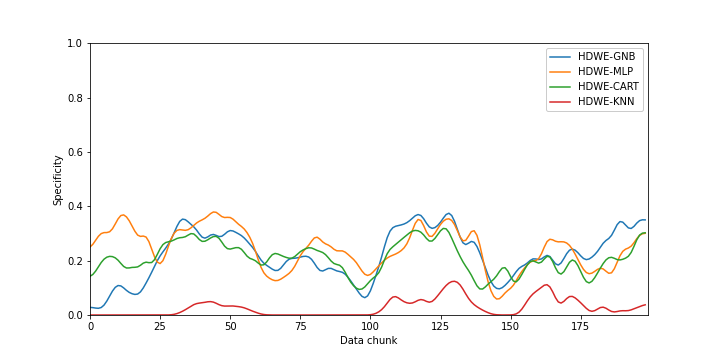 1.0
0.8
0.6
0.4
0.2
0.0
Specificity
0 25 50 75 100 125 150 175
Data chunk
HDWE-GNB
HDWE-MLP
HDWE-CART
HDWE-KNN